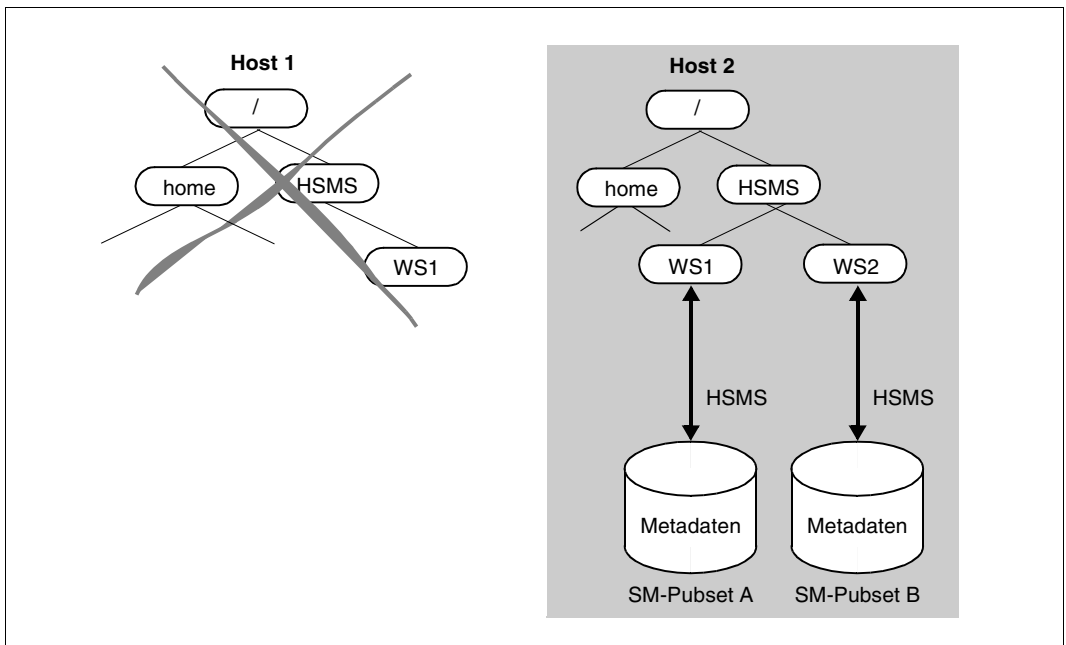 Host 1
/
home
HSMS
WS1
Host 2
/
home
HSMS
WS1
WS2
HSMS
HSMS
Metadaten
Metadaten
SM-Pubset A
SM-Pubset B